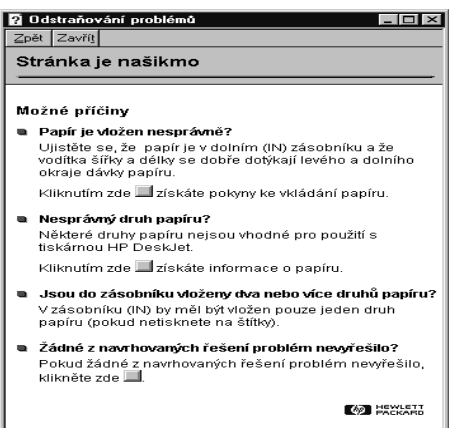 Odstraňování problémů
Zpět Zavřít
Stránka je našikmo
Možné příčiny
Papír je vložen nesprávně?
Ujistěte se, že papír je v dolním (IN) zásobníku a že
vodítka šířky a délky se dobře dotýkají levého a dolního
okraje dávky papíru.
Kliknutím zde získáte pokyny ke vkládání papíru.
Nesprávný druh papíru?
Některé druhy papíru nejsou vhodné pro použití s
tiskárnou HP DeskJet.
Kliknutím zde získáte informace o papíru.
Jsou do zásobníku vloženy dva nebo více druhů papíru?
V zásobníku (IN) by měl být vložen pouze jeden druh
papíru (pokud netisknete na štítky).
Žádné z navrhovaných řešení problém nevyřešilo?
Pokud žádné z navrhovaných řešení problém nevyřešilo,
klikněte zde .
hp HEWLETT
PACKARD